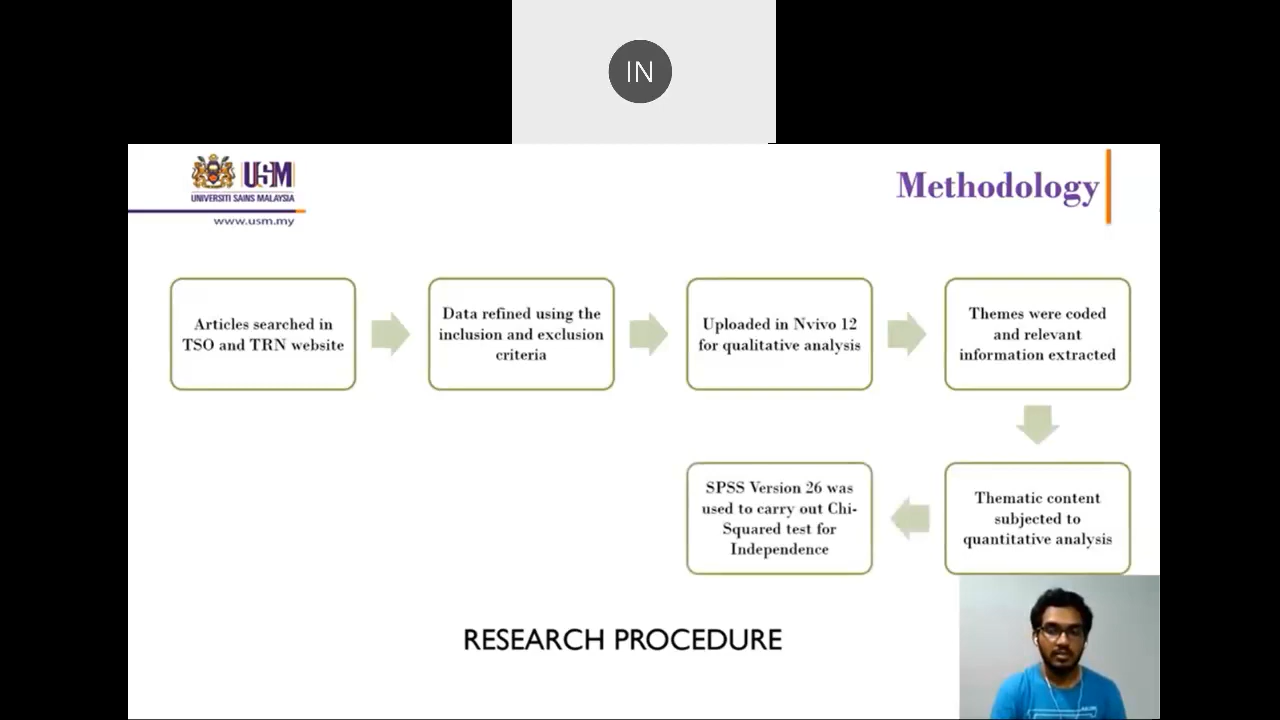 IN
USM
UNIVERSITI SAINS MALAYSIA
www.usm.my
Methodology
Articles searched in
TSO and TRN website
Data refined using the
inclusion and exclusion
criteria
Uploaded in Nvivo 12
for qualitative analysis
Themes were coded
and relevant
information extracted
Thematic content
subjected to
quantitative analysis
SPSS Version 26 was
used to carry out Chi-
Squared test for
Independence
RESEARCH PROCEDURE